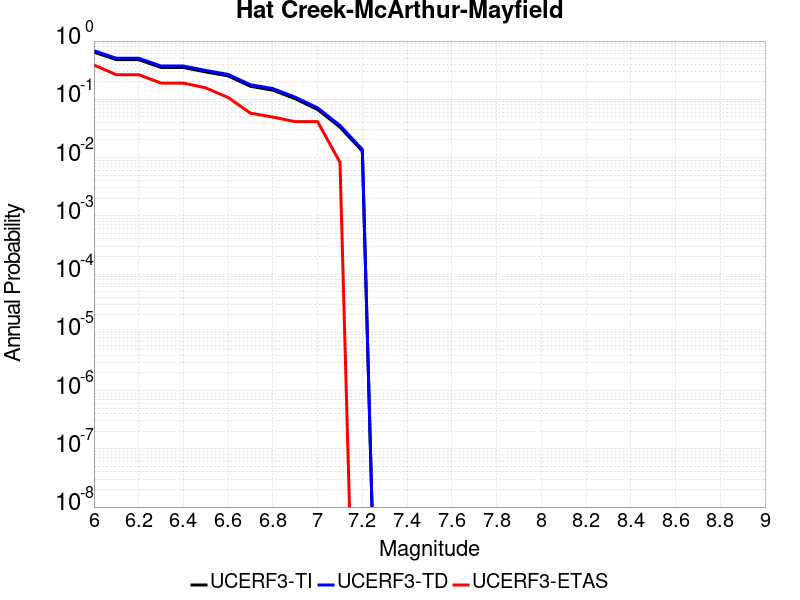 Hat Creek-McArthur-Mayfield
10^0
10^-1
10^-2
10^-3
10^-4
10^-5
10^-6
10^-7
10^-8
Annual Probability
6 6.2 6.4 6.6 6.8 7 7.2 7.4 7.6 7.8 8 8.2 8.4 8.6 8.8 9
Magnitude
UCERF3-TI UCERF3-TD UCERF3-ETAS